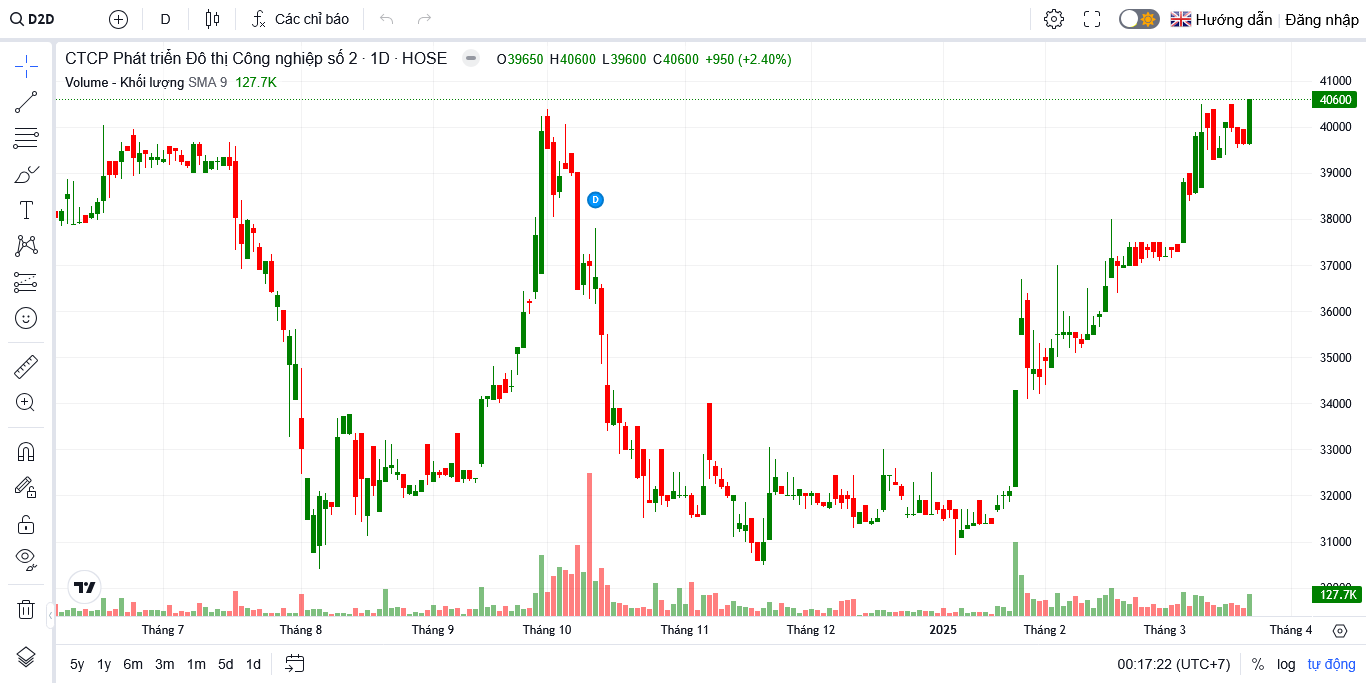 D2D D Các chỉ báo Hướng dẫn Đăng nhập
CTCP Phát triển Đô thị Công nghiệp số 2 · 1D · HOSE O39650 H40600 L39600 C40600 +950 (+2.40%)
Volume - Khối lượng SMA 9 127.7K
41000
40600
40000
39000
D
38000
37000
36000
35000
34000
33000
32000
31000
127.7K
Tháng 7 Tháng 8 Tháng 9 Tháng 10 Tháng 11 Tháng 12 2025 Tháng 2 Tháng 3 Tháng 4
5y 1y 6m 3m 1m 5d 1d 00:17:22 (UTC+7) % log tự động